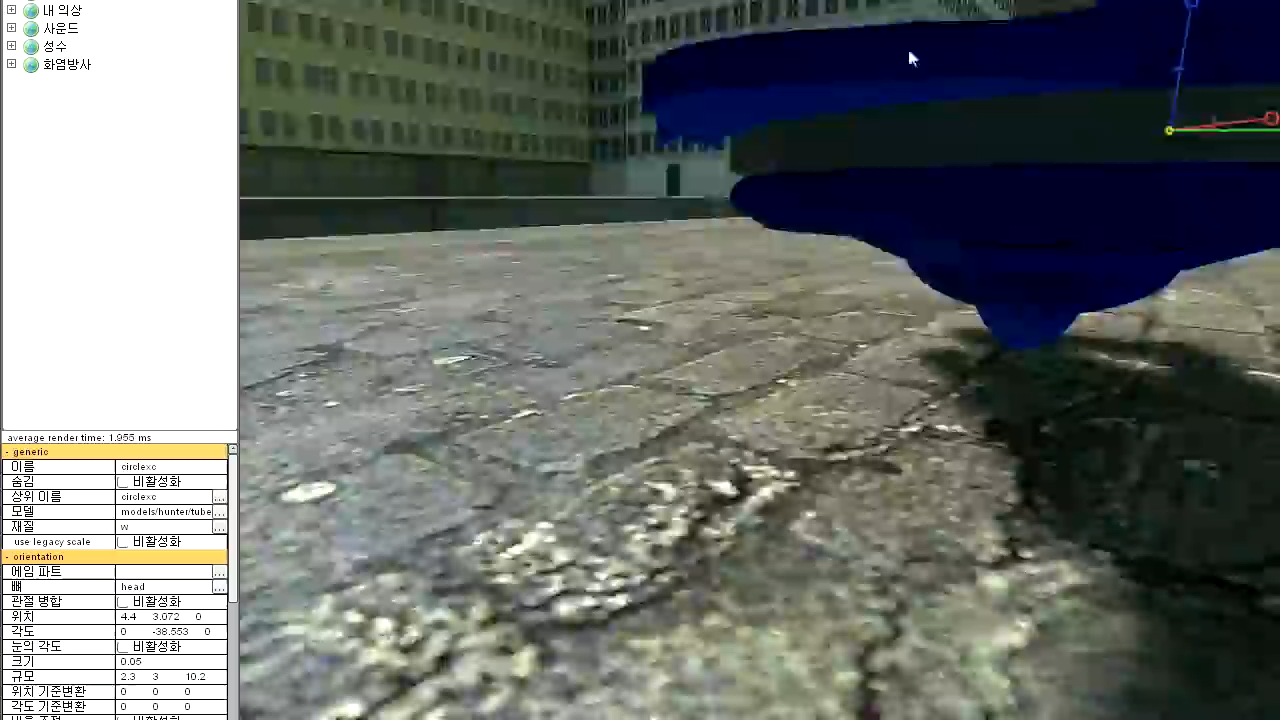 내 의상
사운드
성수
화염방사
average render time: 1.955 ms
- generic
이름 circlexc
숨김 비활성화
상위 이름 circlexc ...
모델 models/hunter/tube ...
재질 w ...
use legacy scale 비활성화
- orientation
에임 파트 ...
뼈 head ...
관절 병합 비활성화
위치 4.4 3.072 0
각도 0 -38.553 0
눈의 각도 비활성화
크기 0.05
규모 2.3 3 10.2
위치 기준변환 0 0 0
각도 기준변환 0 0 0